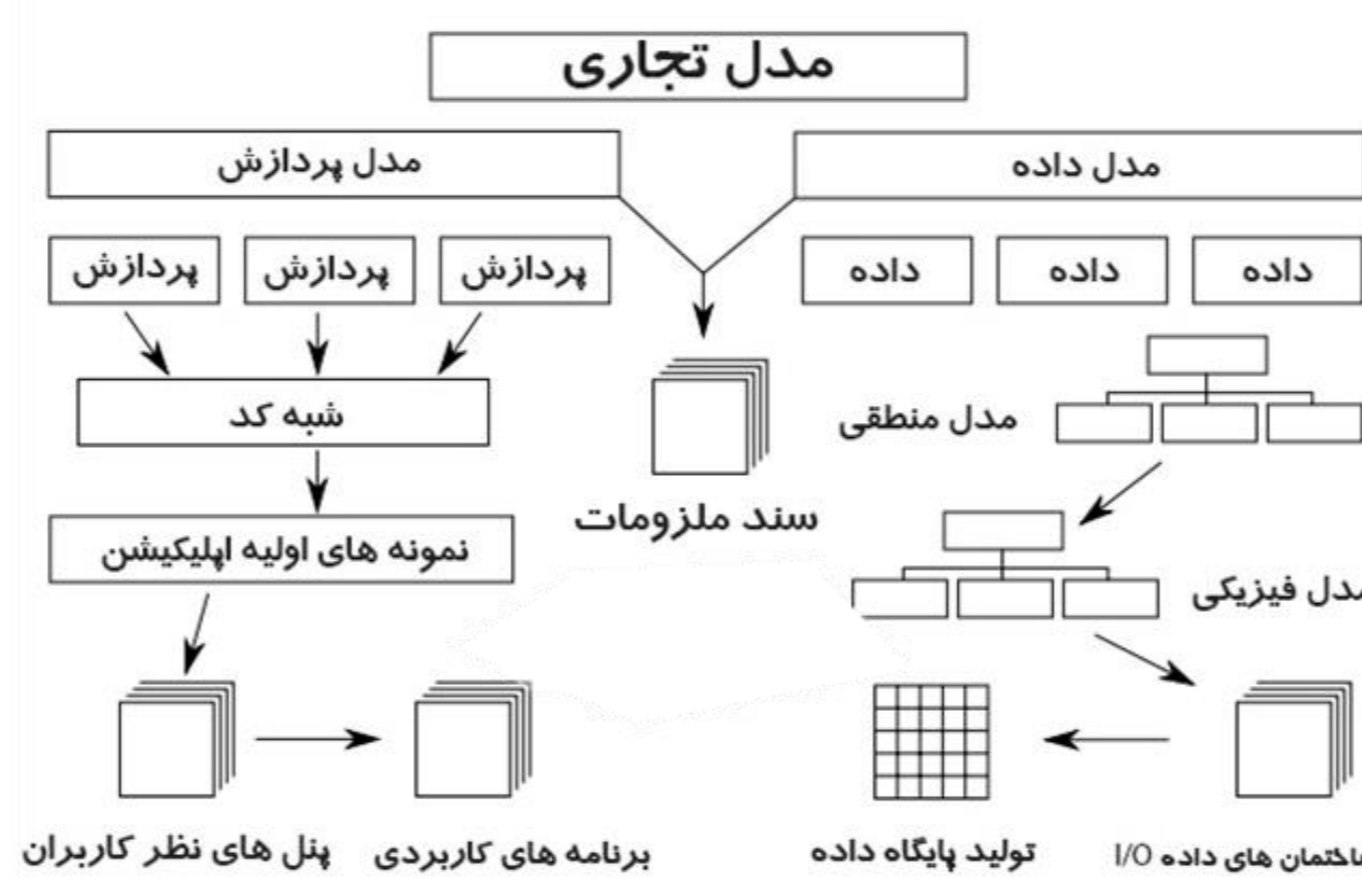 مدل تجاری
مدل داده
مدل پردازش
داده
داده
داده
پردازش
پردازش
پردازش
مدل منطقی
شبه کد
سند ملزومات
نمونه های اولیه اپلیکیشن
فیزیکی
های داده I/O
تولید پایگاه داده
برنامه های کاربردی
پنل های نظر کاربران